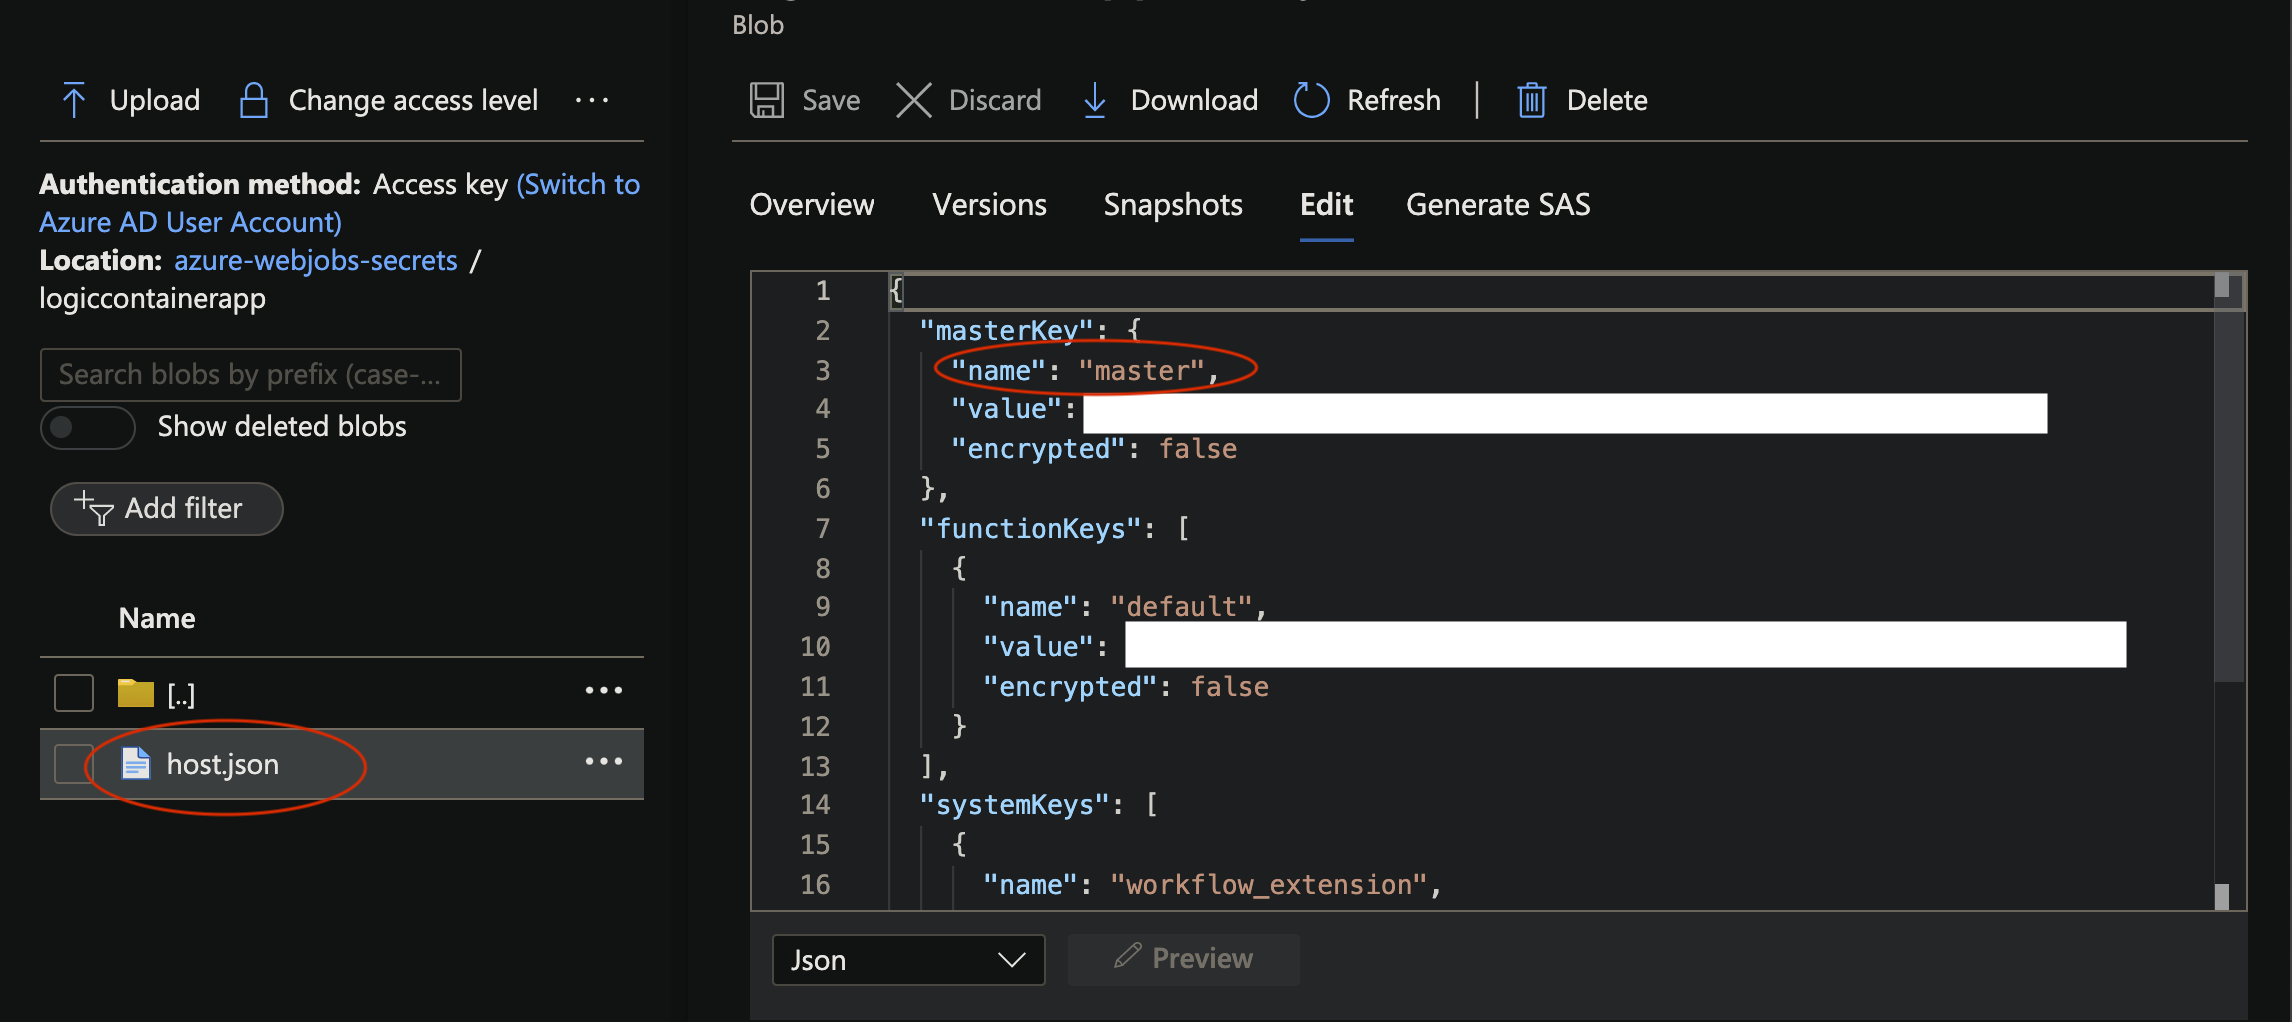 Upload Change access level ...
Authentication method: Access key (Switch to
Azure AD User Account)
Location: azure-webjobs-secrets /
logiccontainerapp
Search blobs by prefix (case-...
Show deleted blobs
Add filter
Name
[..] ...
host.json ...
Blob
Save Discard Download Refresh | Delete
Overview Versions Snapshots Edit Generate SAS
1 {
2 "masterKey": {
3 "name": "master",
4 "value":
5 "encrypted": false
6 },
7 "functionKeys": [
8 {
9 "name": "default",
10 "value":
11 "encrypted": false
12 }
13 ],
14 "systemKeys": [
15 {
16 "name": "workflow_extension",
Json Preview